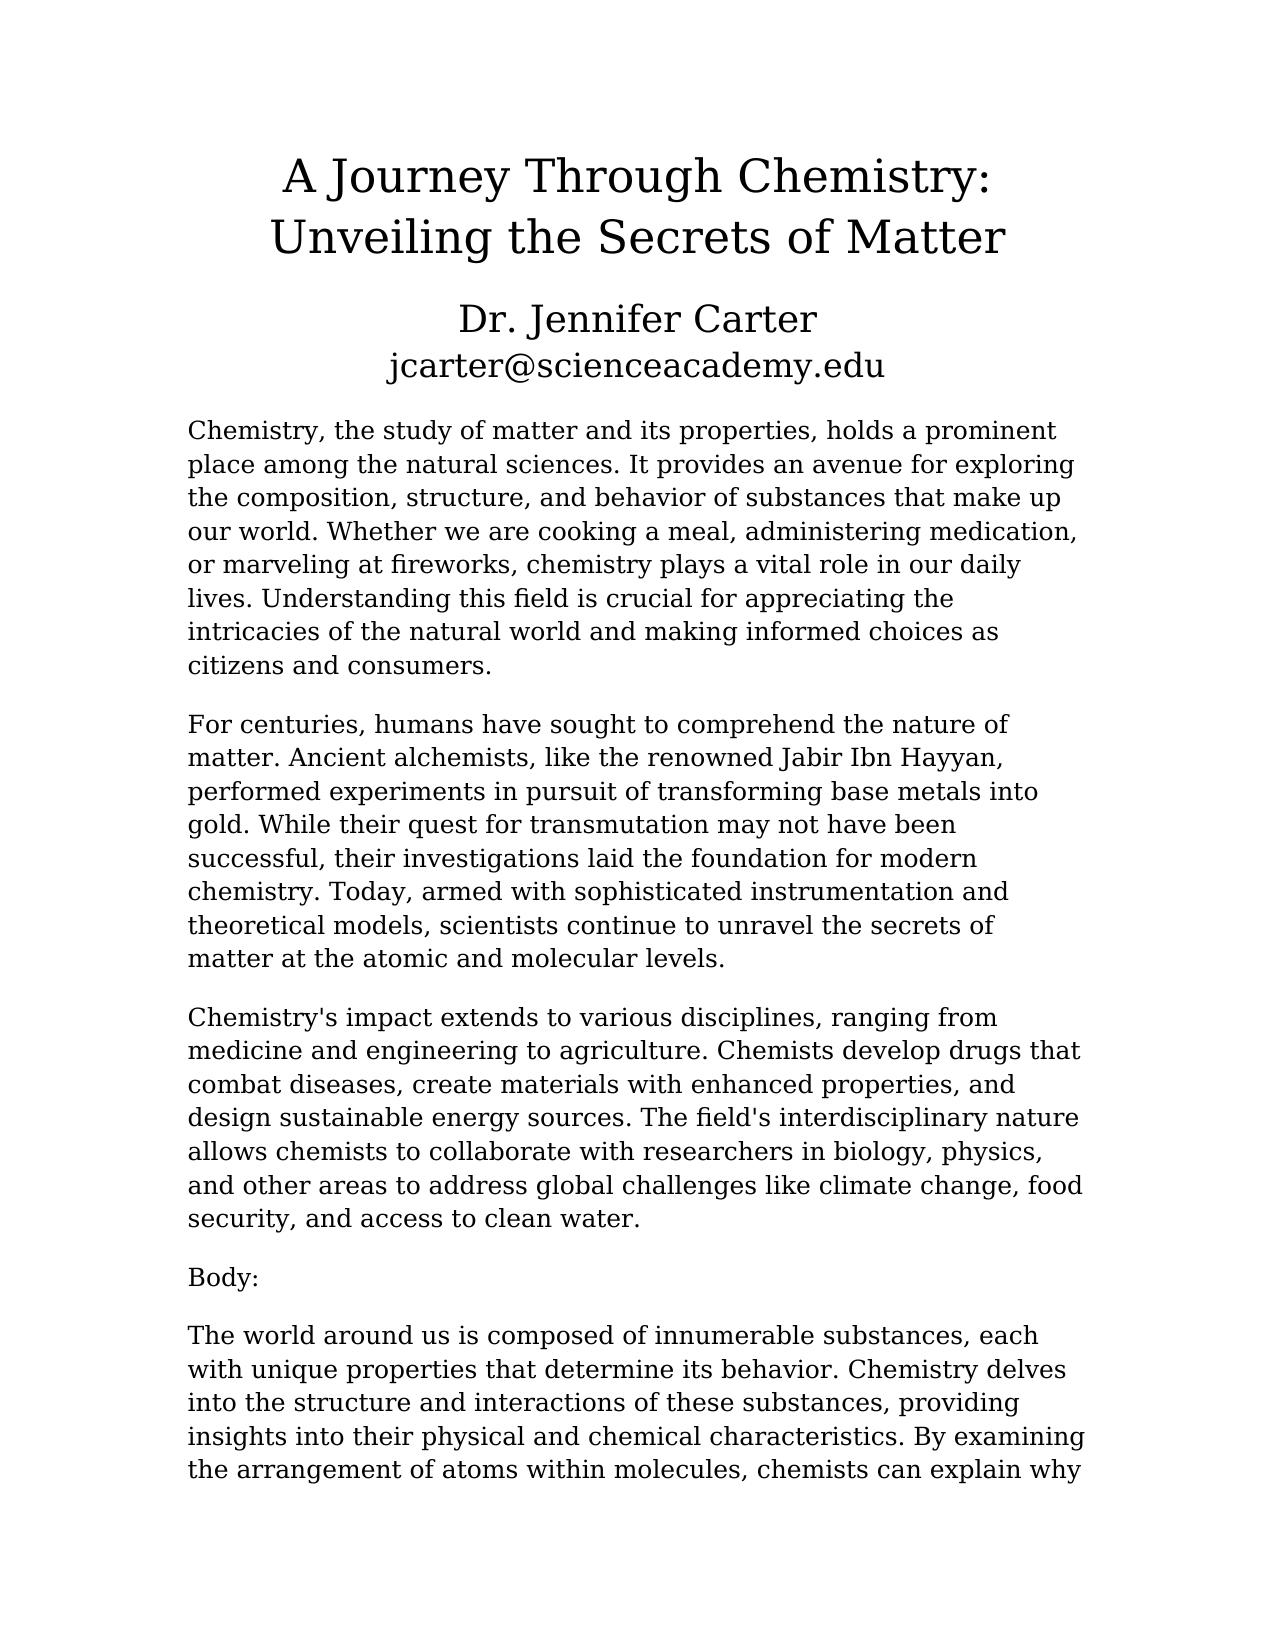 A Journey Through Chemistry:
Unveiling the Secrets of Matter
Dr. Jennifer Carter
jcarter@scienceacademy.edu
Chemistry, the study of matter and its properties, holds a prominent
place among the natural sciences. It provides an avenue for exploring
the composition, structure, and behavior of substances that make up
our world. Whether we are cooking a meal, administering medication,
or marveling at fireworks, chemistry plays a vital role in our daily
lives. Understanding this field is crucial for appreciating the
intricacies of the natural world and making informed choices as
citizens and consumers.
For centuries, humans have sought to comprehend the nature of
matter. Ancient alchemists, like the renowned Jabir Ibn Hayyan,
performed experiments in pursuit of transforming base metals into
gold. While their quest for transmutation may not have been
successful, their investigations laid the foundation for modern
chemistry. Today, armed with sophisticated instrumentation and
theoretical models, scientists continue to unravel the secrets of
matter at the atomic and molecular levels.
Chemistry's impact extends to various disciplines, ranging from
medicine and engineering to agriculture. Chemists develop drugs that
combat diseases, create materials with enhanced properties, and
design sustainable energy sources. The field's interdisciplinary nature
allows chemists to collaborate with researchers in biology, physics,
and other areas to address global challenges like climate change, food
security, and access to clean water.
Body:
The world around us is composed of innumerable substances, each
with unique properties that determine its behavior. Chemistry delves
into the structure and interactions of these substances, providing
insights into their physical and chemical characteristics. By examining
the arrangement of atoms within molecules, chemists can explain why